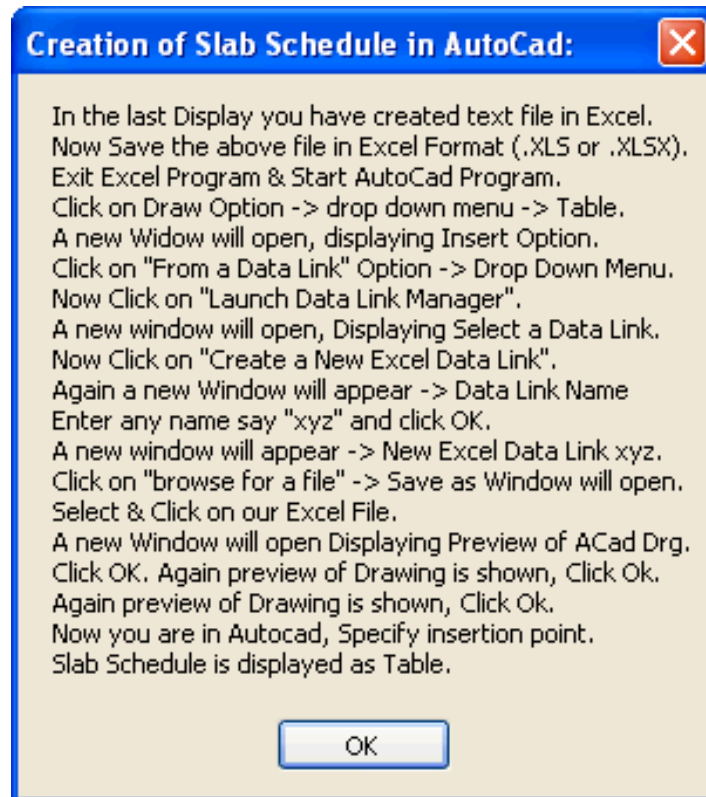 Creation of Slab Schedule in AutoCad:
In the last Display you have created text file in Excel.
Now Save the above file in Excel Format (.XLS or .XLSX).
Exit Excel Program & Start AutoCad Program.
Click on Draw Option -> drop down menu -> Table.
A new Widow will open, displaying Insert Option.
Click on "From a Data Link" Option -> Drop Down Menu.
Now Click on "Launch Data Link Manager".
A new window will open, Displaying Select a Data Link.
Now Click on "Create a New Excel Data Link".
Again a new Window will appear -> Data Link Name
Enter any name say "xyz" and click OK.
A new window will appear -> New Excel Data Link xyz.
Click on "browse for a file" -> Save as Window will open.
Select & Click on our Excel File.
A new Window will open Displaying Preview of ACad Drg.
Click OK. Again preview of Drawing is shown, Click Ok.
Again preview of Drawing is shown, Click Ok.
Now you are in Autocad, Specify insertion point.
Slab Schedule is displayed as Table.
OK